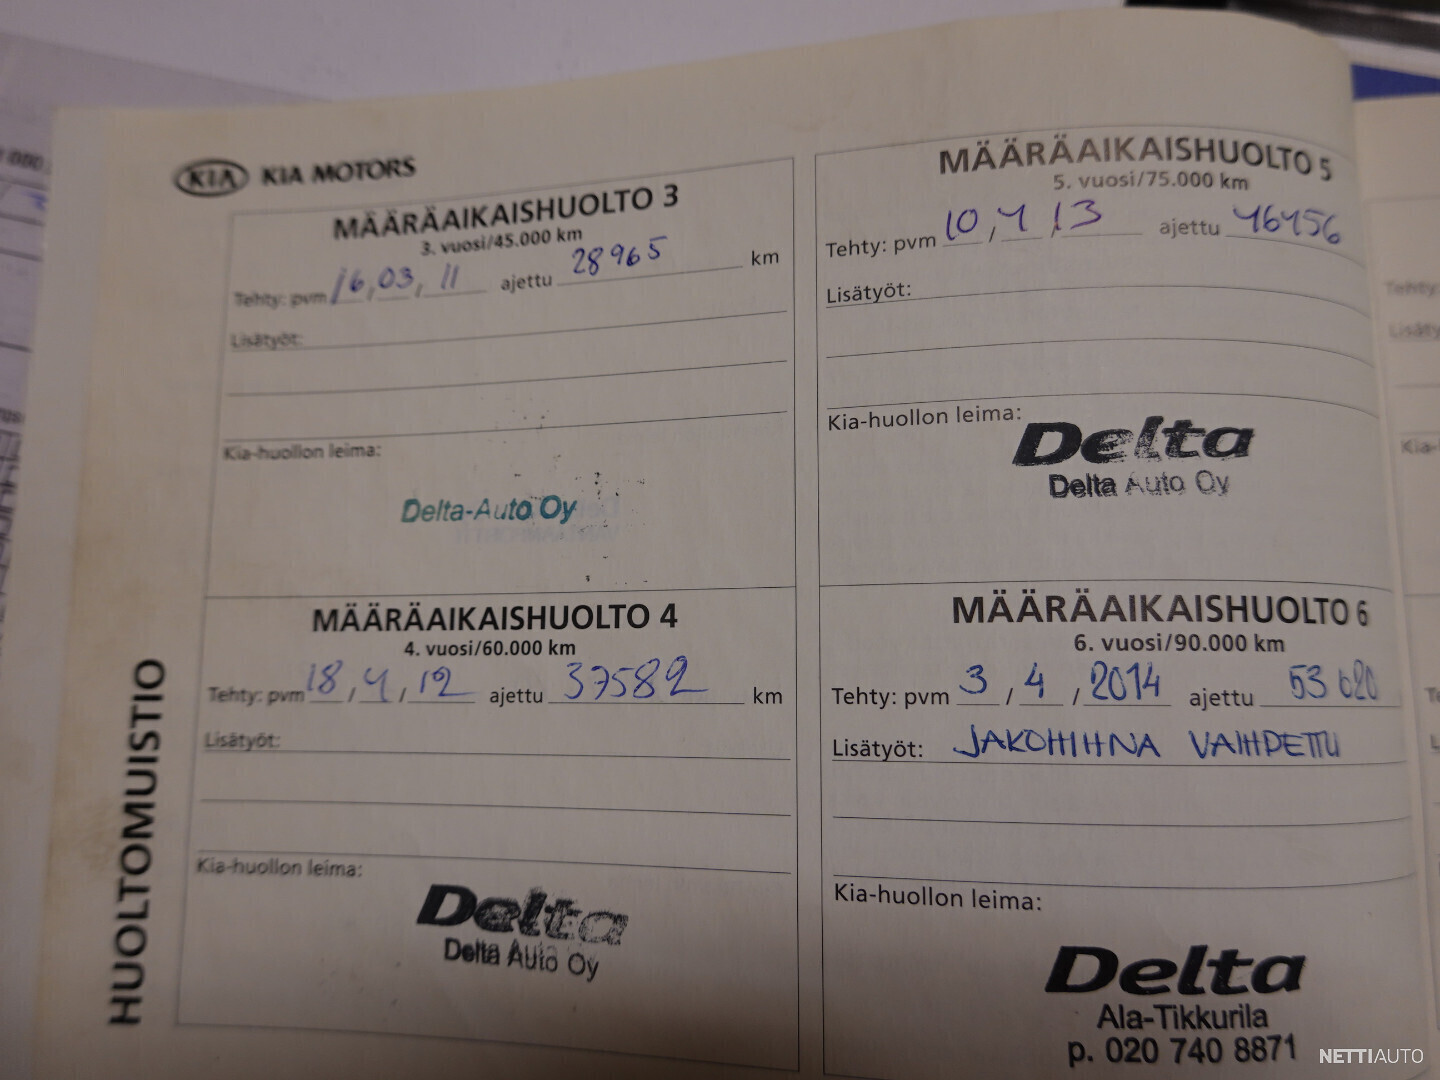 KIA KIA MOTORS
MÄÄRÄAIKAISHUOLTO 3
3. vuosi/45.000 km
Tehty: pvm 16,03, 11 ajettu 28965 km
Lisätyöt:
Kia-huollon leima:
Delta-Auto Oy
MÄÄRÄAIKAISHUOLTO 4
4. vuosi/60.000 km
Tehty: pvm 18/4/12 ajettu 37582 km
Lisätyöt:
Kia-huollon leima:
Delta
Delta Auto Oy
HUOLTOMUISTIO
MÄÄRÄAIKAISHUOLTO 5
5. vuosi/75.000 km
Tehty: pvm 10,/4/13 ajettu 46456
Lisätyöt:
Kia-huollon leima:
Delta
Delta Auto Oy
MÄÄRÄAIKAISHUOLTO 6
6. vuosi/90.000 km
Tehty: pvm 3/4/2014 ajettu 53620
Lisätyöt: JAKOHIHNA VAIHDETTU
Kia-huollon leima:
Delta
Ala-Tikkurila
p. 020 740 8871
Tehty:
Kia-
NETTIAUTO